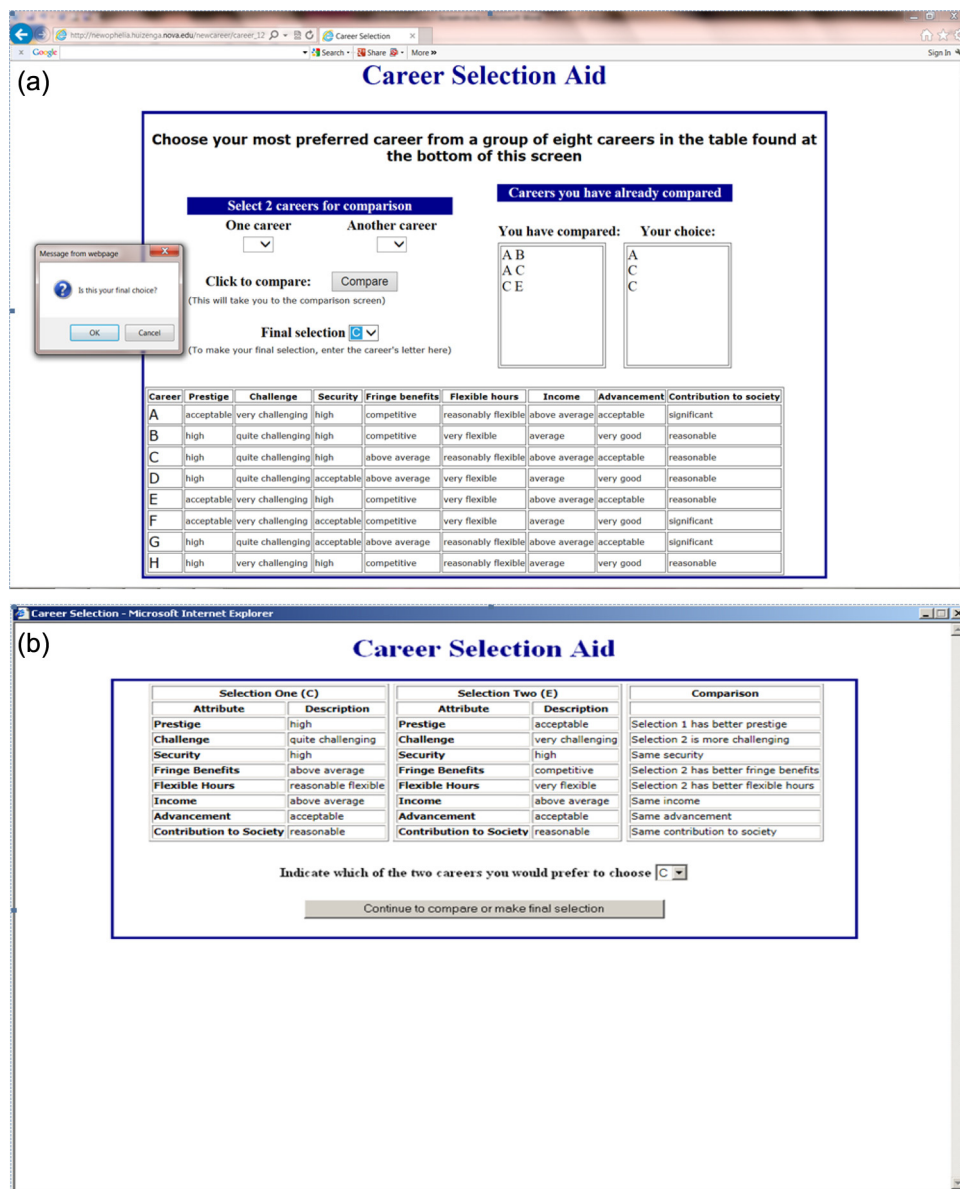 http://newophelia.huizenga.nova.edu/newcareer/career_12
Career Selection
x Google Search Share More »
Sign In
(a)
Career Selection Aid
Choose your most preferred career from a group of eight careers in the table found at
the bottom of this screen
Select 2 careers for comparison
One career Another career
Click to compare: Compare
(This will take you to the comparison screen)
Final selection C
(To make your final selection, enter the career's letter here)
Careers you have already compared
You have compared: Your choice:
A B A
A C C
C E C
Message from webpage
Is this your final choice?
OK Cancel
Career Prestige Challenge Security Fringe benefits Flexible hours Income Advancement Contribution to society
A acceptable very challenging high competitive reasonably flexible above average acceptable significant
B high quite challenging high competitive very flexible average very good reasonable
C high quite challenging high above average reasonably flexible above average acceptable reasonable
D high quite challenging acceptable above average very flexible average very good reasonable
E acceptable very challenging high competitive very flexible above average acceptable reasonable
F acceptable very challenging acceptable competitive very flexible average very good significant
G high quite challenging acceptable above average reasonably flexible above average acceptable significant
H high very challenging high competitive reasonably flexible average very good reasonable
Career Selection - Microsoft Internet Explorer
(b)
Career Selection Aid
Selection One (C) Selection Two (E) Comparison
Attribute Description Attribute Description
Prestige high Prestige acceptable Selection 1 has better prestige
Challenge quite challenging Challenge very challenging Selection 2 is more challenging
Security high Security high Same security
Fringe Benefits above average Fringe Benefits competitive Selection 2 has better fringe benefits
Flexible Hours reasonable flexible Flexible Hours very flexible Selection 2 has better flexible hours
Income above average Income above average Same income
Advancement acceptable Advancement acceptable Same advancement
Contribution to Society reasonable Contribution to Society reasonable Same contribution to society
Indicate which of the two careers you would prefer to choose C
Continue to compare or make final selection